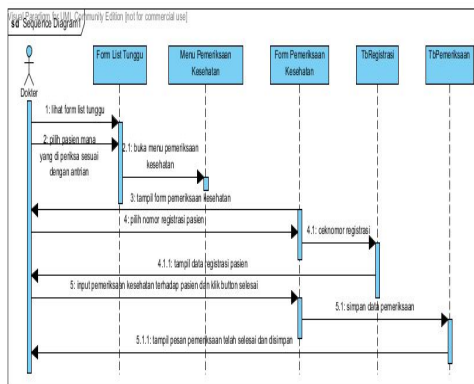 Visual Paradigm for UML Community Edition [not for commercial use]
sd Sequence Diagram1
Dokter
Form List Tunggu
Menu Pemeriksaan
Kesehatan
Form Pemeriksaan
Kesehatan
TbRegistrasi
TbPemeriksaan
1: lihat form list tunggu
2: pilih pasien mana
yang di periksa sesuai
dengan antrian
2.1: buka menu pemeriksaan
kesehatan
3: tampil form pemeriksaan kesehatan
4: pilih nomor registrasi pasien
4.1: ceknomor registrasi
4.1.1: tampil data registrasi pasien
5: input pemeriksaan kesehatan terhadap pasien dan klik button selesai
5.1: simpan data pemeriksaan
5.1.1: tampil pesan pemeriksaan telah selesai dan disimpan